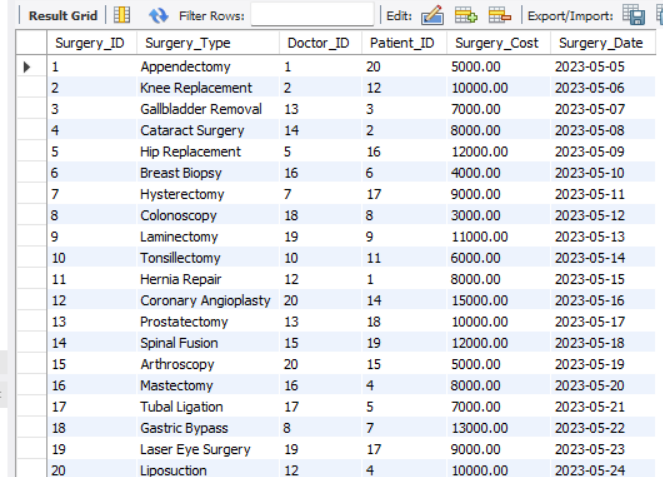 Result Grid Filter Rows: Edit: Export/Import:
Surgery_ID Surgery_Type Doctor_ID Patient_ID Surgery_Cost Surgery_Date
1 Appendectomy 1 20 5000.00 2023-05-05
2 Knee Replacement 2 12 10000.00 2023-05-06
3 Gallbladder Removal 13 3 7000.00 2023-05-07
4 Cataract Surgery 14 2 8000.00 2023-05-08
5 Hip Replacement 5 16 12000.00 2023-05-09
6 Breast Biopsy 16 6 4000.00 2023-05-10
7 Hysterectomy 7 17 9000.00 2023-05-11
8 Colonoscopy 18 8 3000.00 2023-05-12
9 Laminectomy 19 9 11000.00 2023-05-13
10 Tonsillectomy 10 11 6000.00 2023-05-14
11 Hernia Repair 12 1 8000.00 2023-05-15
12 Coronary Angioplasty 20 14 15000.00 2023-05-16
13 Prostatectomy 13 18 10000.00 2023-05-17
14 Spinal Fusion 15 19 12000.00 2023-05-18
15 Arthroscopy 20 15 5000.00 2023-05-19
16 Mastectomy 16 4 8000.00 2023-05-20
17 Tubal Ligation 17 5 7000.00 2023-05-21
18 Gastric Bypass 8 7 13000.00 2023-05-22
19 Laser Eye Surgery 19 17 9000.00 2023-05-23
20 Liposuction 12 4 10000.00 2023-05-24